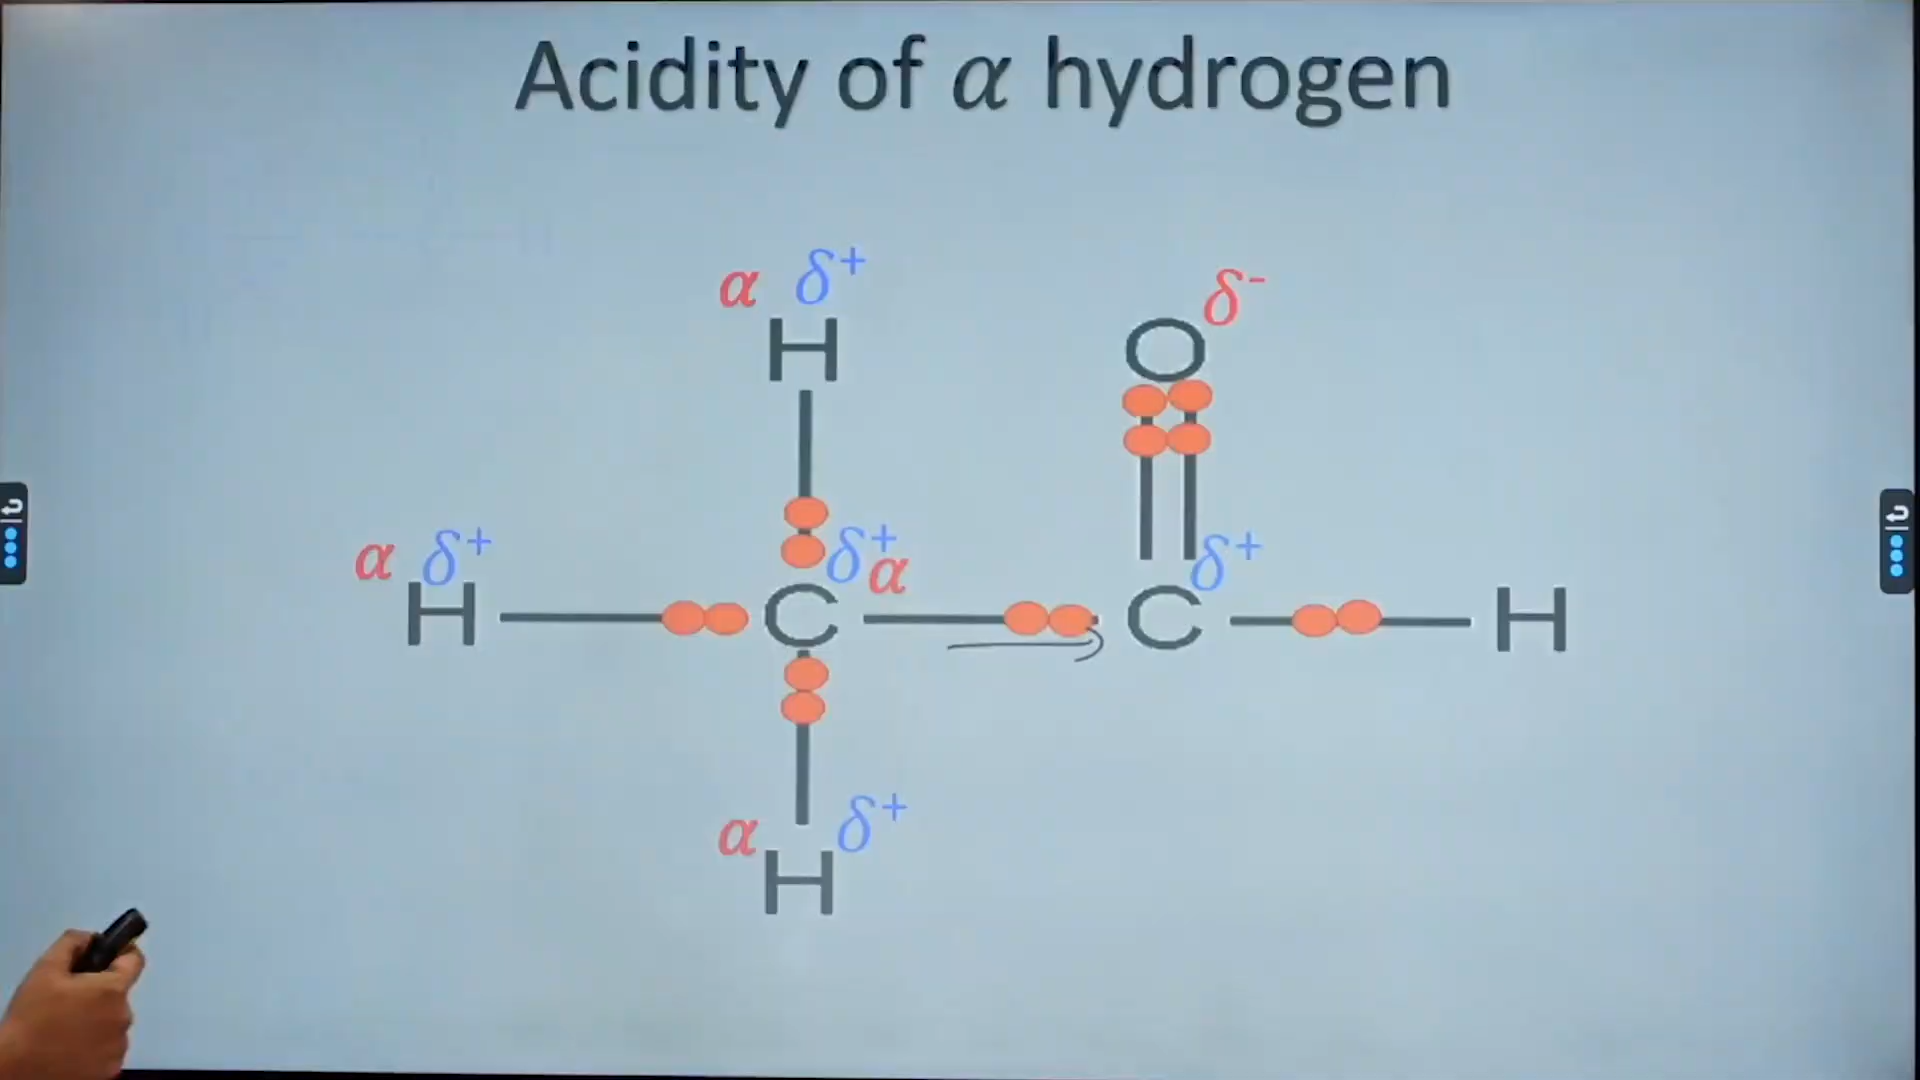 Acidity of α hydrogen
α δ+
H
O δ-
α δ+
H
δ+
α
C
δ+
C
H
α δ+
H